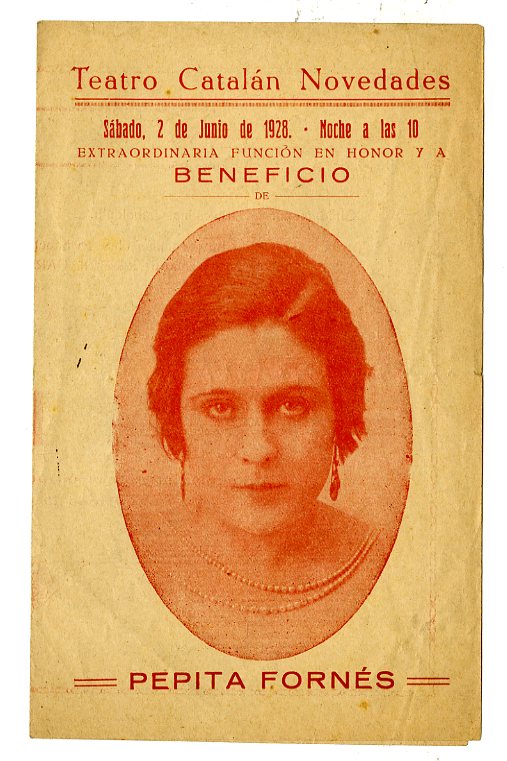 Teatro Catalán Novedades
Sábado, 2 de Junio de 1928. - Noche a las 10
EXTRAORDINARIA FUNCIÓN EN HONOR Y A
BENEFICIO
DE
PEPITA FORNÉS